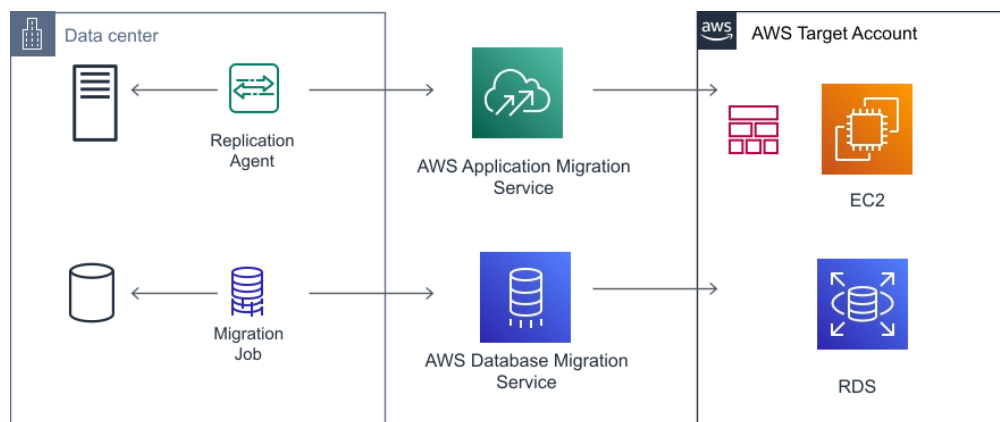 Data center
aws
AWS Target Account
Replication
Agent
AWS Application Migration
Service
EC2
Migration
Job
AWS Database Migration
Service
RDS